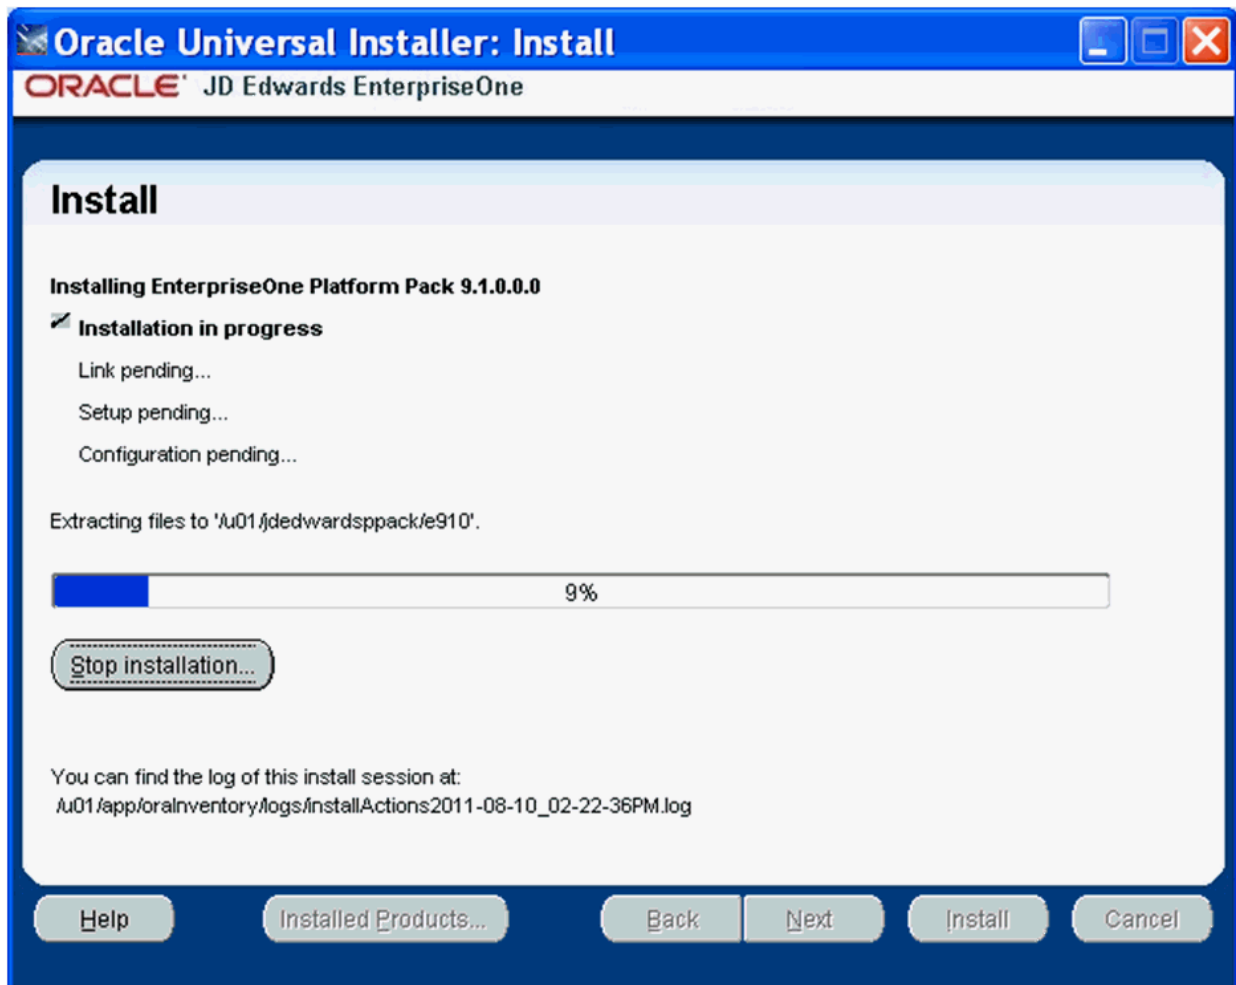 Oracle Universal Installer: Install
ORACLE® JD Edwards EnterpriseOne
Install
Installing EnterpriseOne Platform Pack 9.1.0.0.0
Installation in progress
Link pending...
Setup pending...
Configuration pending...
Extracting files to '/u01/jdedwardsppack/e910'.
9%
Stop installation...
You can find the log of this install session at:
/u01/app/oraInventory/logs/installActions2011-08-10_02-22-36PM.log
Help Installed Products... Back Next Install Cancel